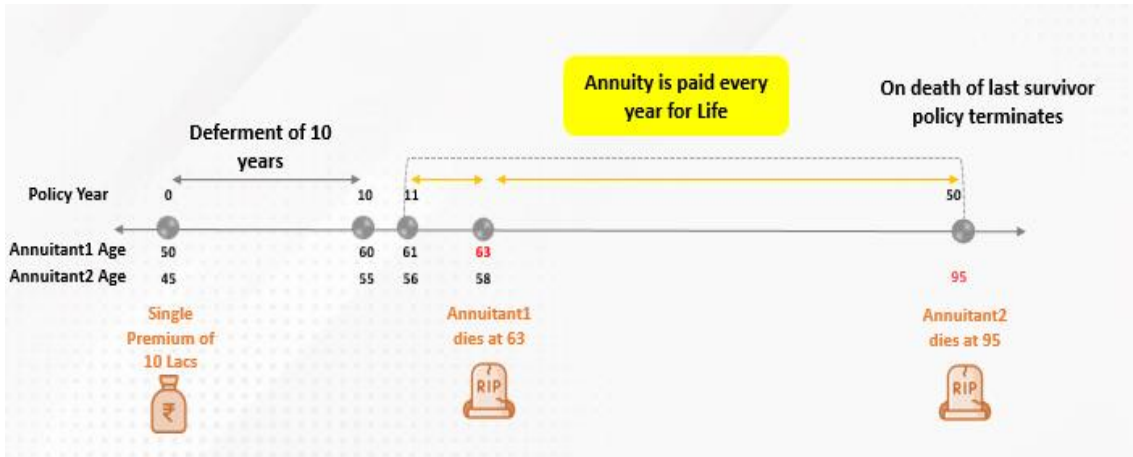 Annuity is paid every
year for Life
On death of last survivor
policy terminates
Deferment of 10
years
Policy Year 0 10 11 50
Annuitant1 Age 50 60 61 63
Annuitant2 Age 45 55 56 58 95
Single
Premium of
10 Lacs
₹
Annuitant1
dies at 63
RIP
Annuitant2
dies at 95
RIP